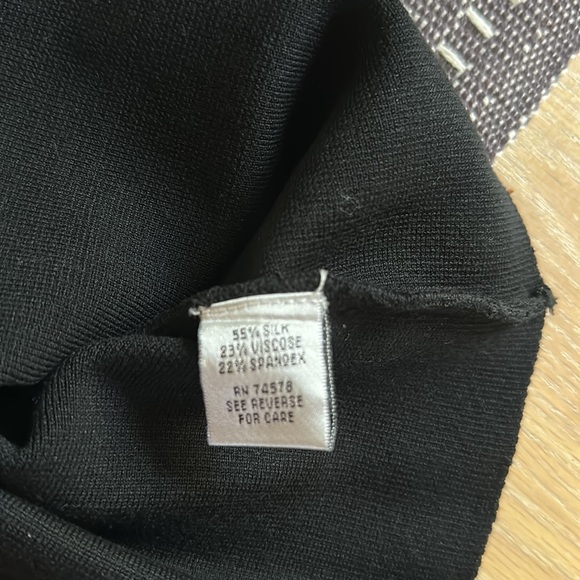 55% SILK
23% VISCOSE
22% SPANDEX
RN 74578
SEE REVERSE
FOR CARE